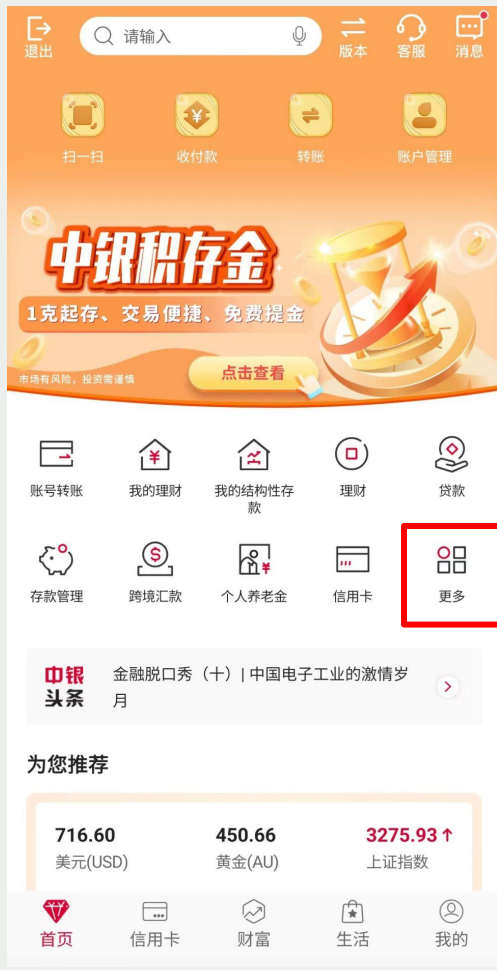 退出
请输入
版本
客服
消息
扫一扫
收付款
转账
账户管理
中银积存金
1克起存、交易便捷、免费提金
市场有风险,投资需谨慎
点击查看
账号转账
我的理财
我的结构性存
款
理财
贷款
存款管理
跨境汇款
个人养老金
信用卡
更多
中银
头条
金融脱口秀(十)| 中国电子工业的激情岁
月
为您推荐
716.60
450.66
3275.93↑
美元(USD)
黄金(AU)
上证指数
首页
信用卡
财富
生活
我的